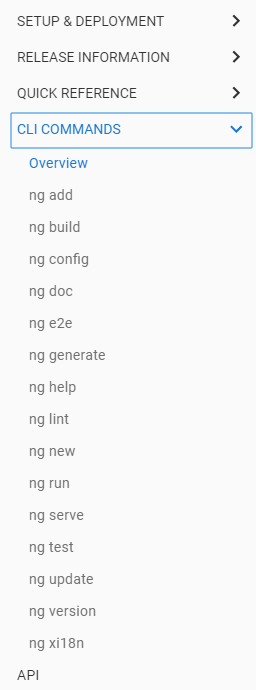 SETUP & DEPLOYMENT
RELEASE INFORMATION
QUICK REFERENCE
CLI COMMANDS
Overview
ng add
ng build
ng config
ng doc
ng e2e
ng generate
ng help
ng lint
ng new
ng run
ng serve
ng test
ng update
ng version
ng xi18n
API